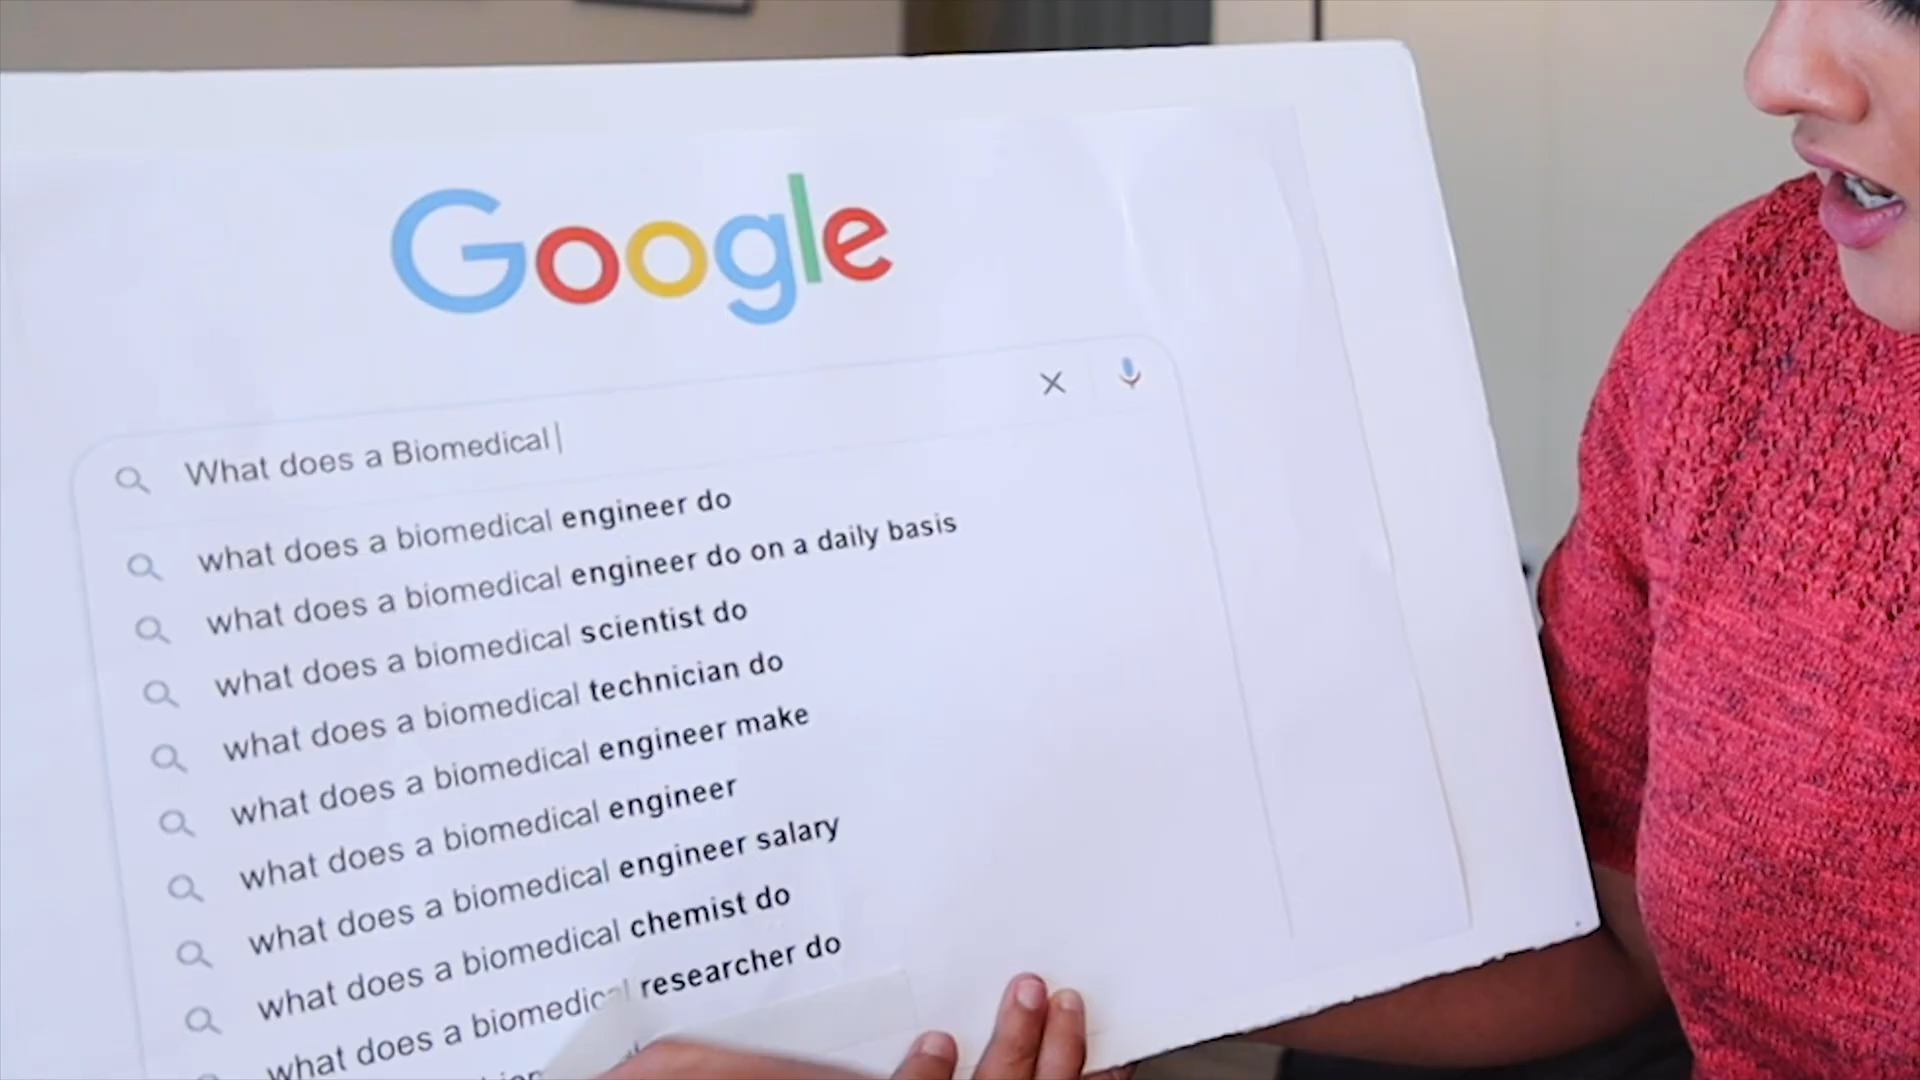 Google
What does a Biomedical
what does a biomedical engineer do
what does a biomedical engineer do on a daily basis
what does a biomedical scientist do
what does a biomedical technician do
what does a biomedical engineer make
what does a biomedical engineer
what does a biomedical engineer salary
what does a biomedical chemist do
what does a biomedical researcher do